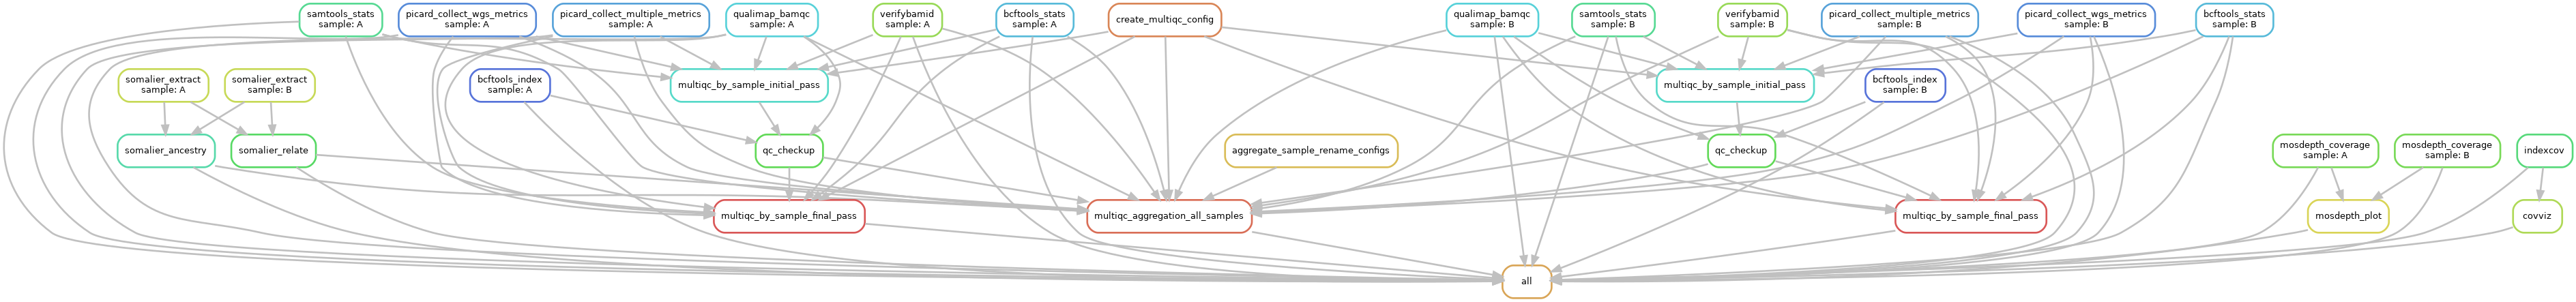 samtools_stats
sample: A
picard_collect_wgs_metrics
sample: A
picard_collect_multiple_metrics
sample: A
qualimap_bamqc
sample: A
verifybamid
sample: A
bcftools_stats
sample: A
create_multiqc_config
qualimap_bamqc
sample: B
samtools_stats
sample: B
verifybamid
sample: B
picard_collect_multiple_metrics
sample: B
picard_collect_wgs_metrics
sample: B
bcftools_stats
sample: B
somalier_extract
sample: A
somalier_extract
sample: B
bcftools_index
sample: A
multiqc_by_sample_initial_pass
multiqc_by_sample_initial_pass
bcftools_index
sample: B
somalier_ancestry
somalier_relate
qc_checkup
aggregate_sample_rename_configs
qc_checkup
mosdepth_coverage
sample: A
mosdepth_coverage
sample: B
indexcov
multiqc_by_sample_final_pass
multiqc_aggregation_all_samples
multiqc_by_sample_final_pass
mosdepth_plot
covviz
all